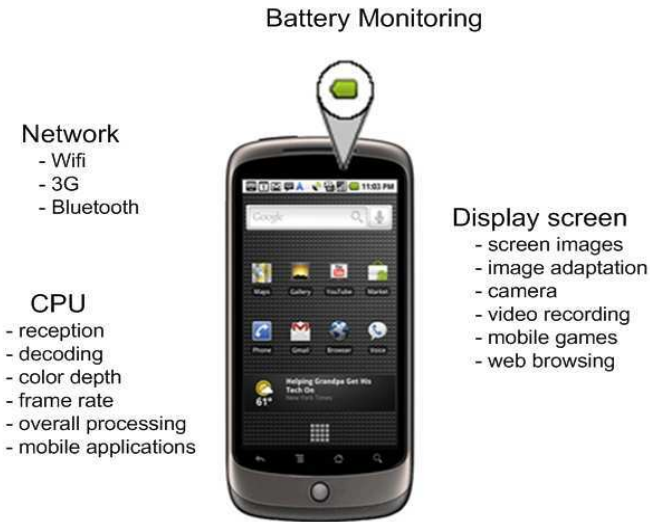 Battery Monitoring
Network
- Wifi
- 3G
- Bluetooth
CPU
- reception
- decoding
- color depth
- frame rate
- overall processing
- mobile applications
11:03 PM
Google
Maps
Gallery
YouTube
Market
Phone
Gmail
Browser
Voice
61°
Helping Grandpa Get His
Tech On
New York Times
Display screen
- screen images
- image adaptation
- camera
- video recording
- mobile games
- web browsing